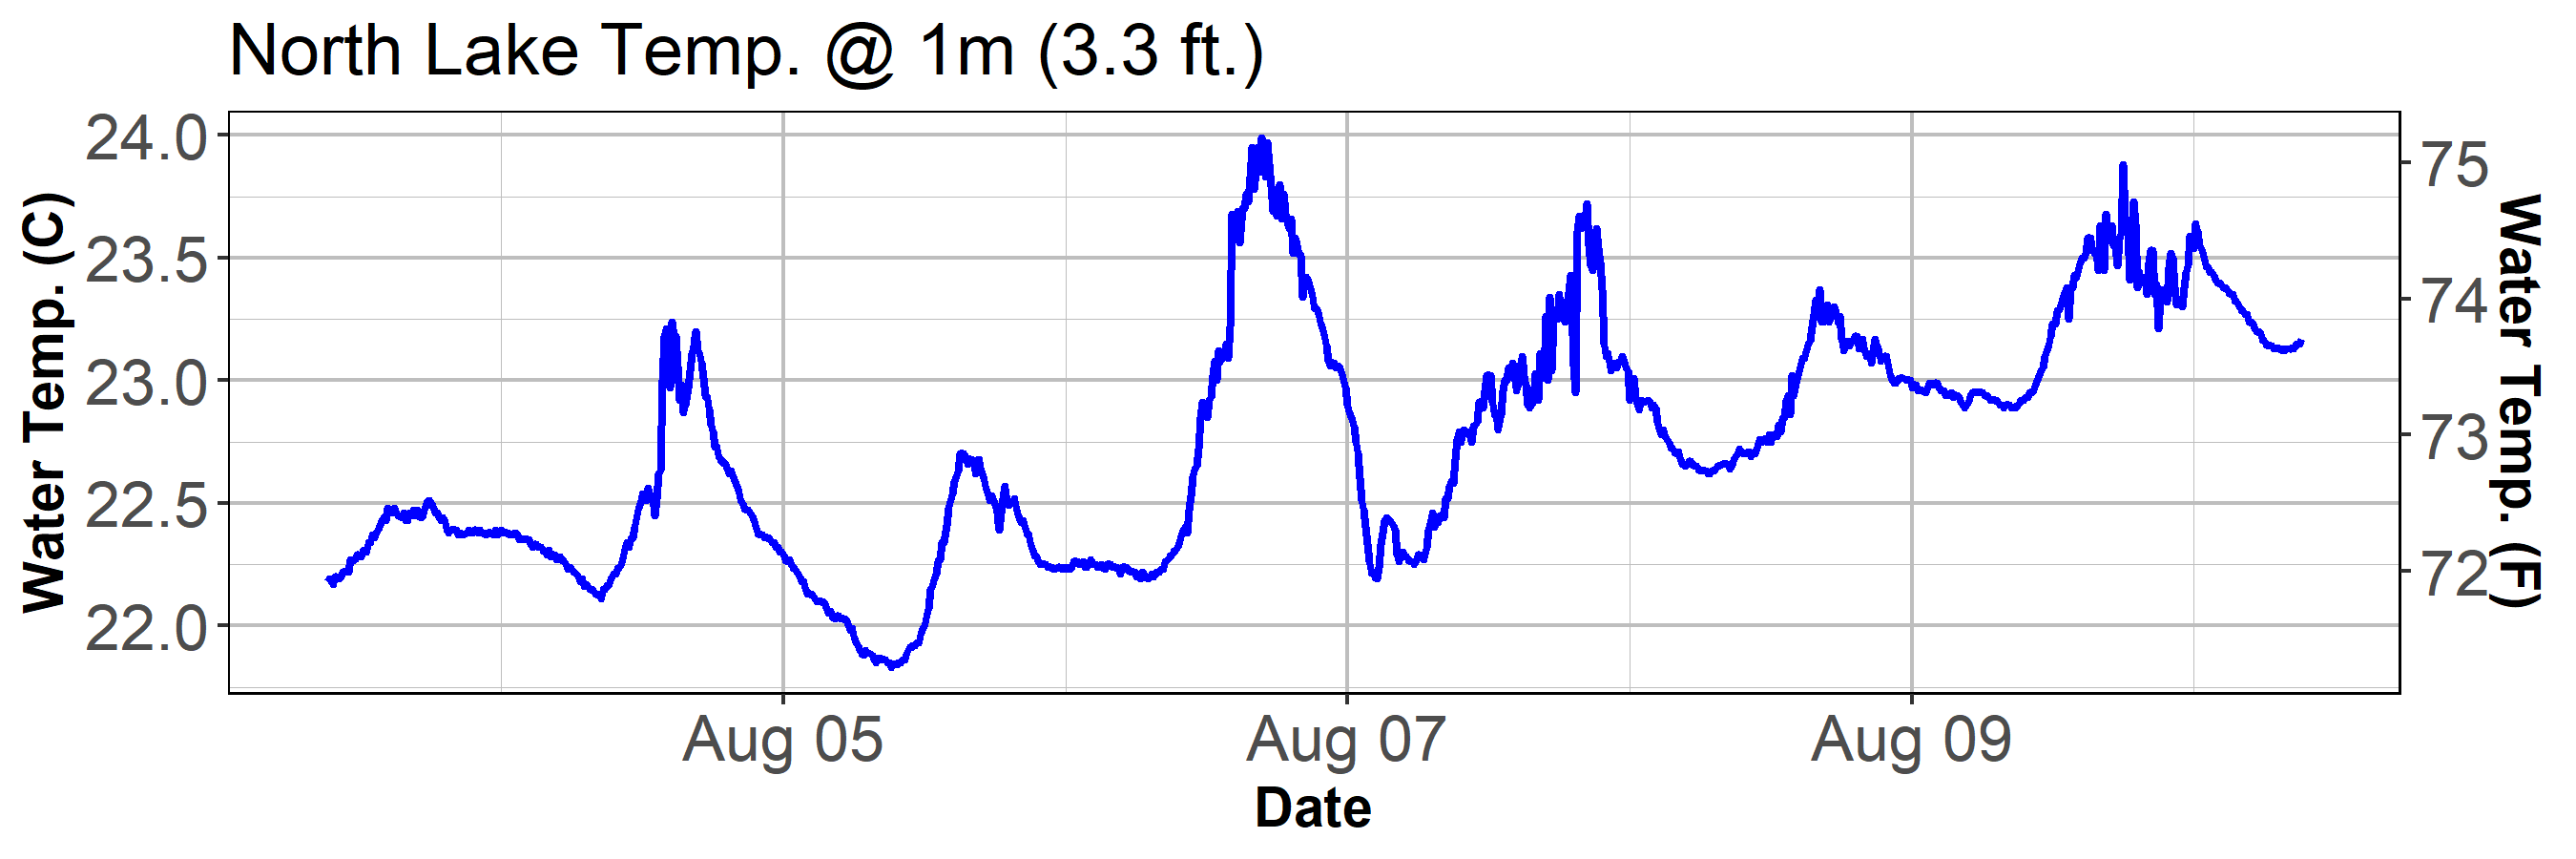 North Lake Temp. @ 1m (3.3 ft.)
Water Temp. (C)
24.0
23.5
23.0
22.5
22.0
75
74
73
72
Water Temp. (F)
Aug 05 Aug 07 Aug 09
Date